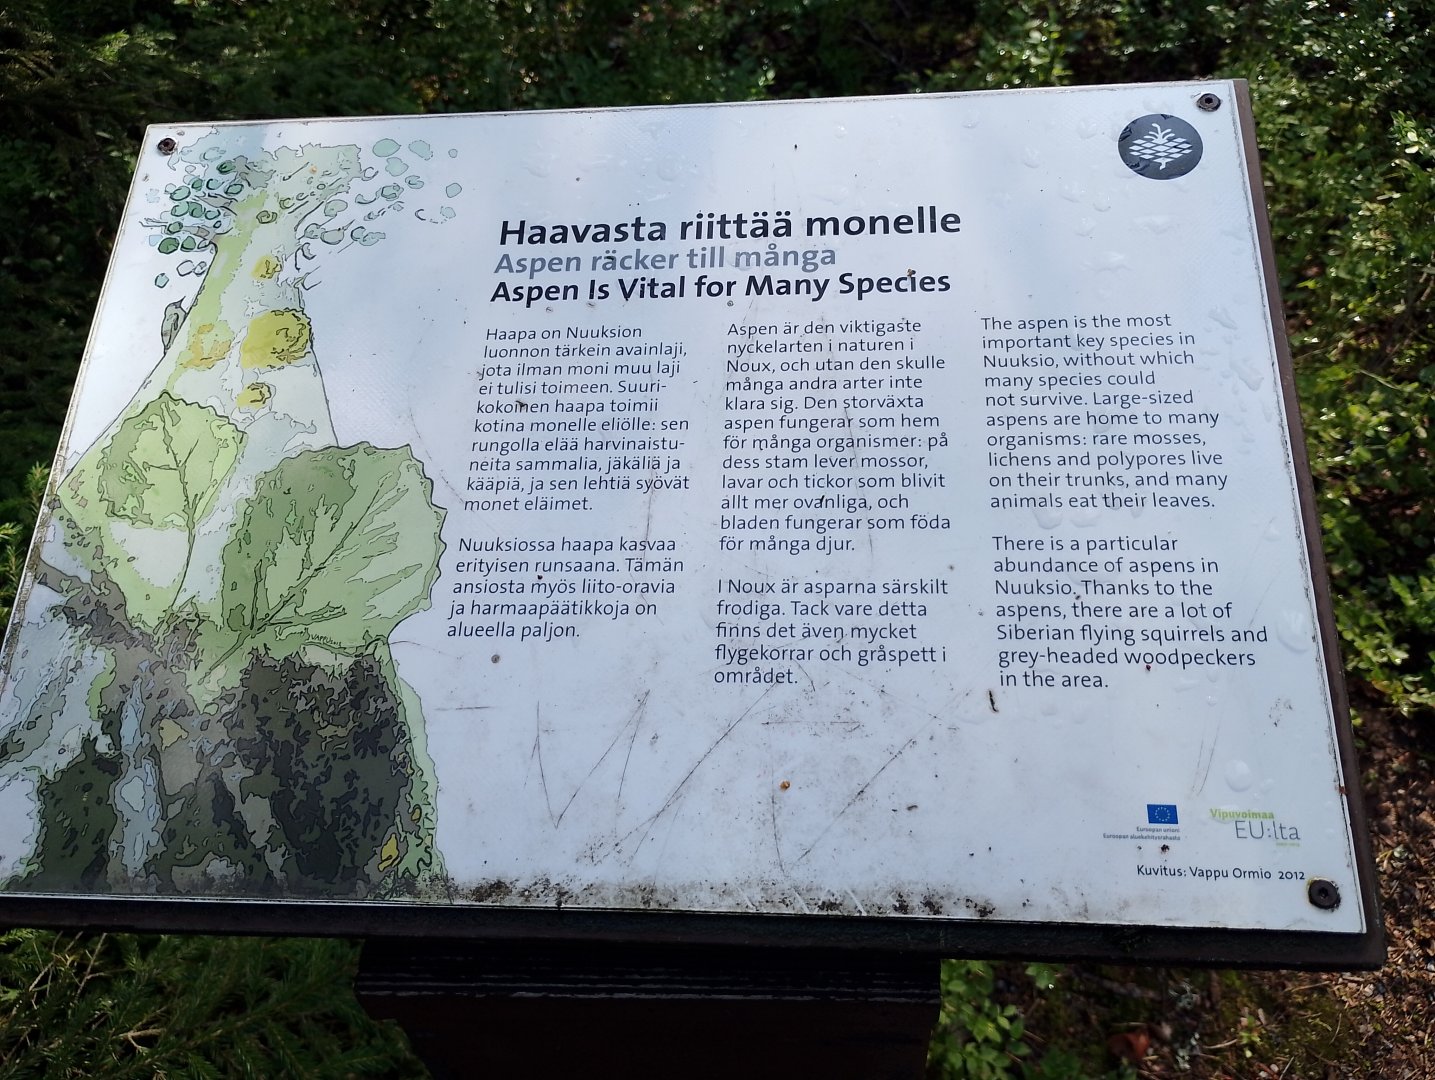 Haavasta riittää monelle
Aspen räcker till många
Aspen Is Vital for Many Species
Haapa on Nuuksion
luonnon tärkein avainlaji,
jota ilman moni muu laji
ei tulisi toimeen. Suuri-
kokoinen haapa toimii
kotina monelle eliölle: sen
rungolla elää harvinaistu-
neita sammalia, jäkäliä ja
kääpiä, ja sen lehtiä syövät
monet eläimet.
Nuuksiossa haapa kasvaa
erityisen runsaana. Tämän
ansiosta myös liito-oravia
ja harmaapäätikkoja on
alueella paljon.
Aspen är den viktigaste
nyckelarten i naturen i
Noux, och utan den skulle
många andra arter inte
klara sig. Den storväxta
aspen fungerar som hem
för många organismer: på
dess stam lever mossor,
lavar och tickor som blivit
allt mer ovanliga, och
bladen fungerar som föda
för många djur.
I Noux är asparna särskilt
frodiga. Tack vare detta
finns det även mycket
flygekorrar och gråspett i
området.
The aspen is the most
important key species in
Nuuksio, without which
many species could
not survive. Large-sized
aspens are home to many
organisms: rare mosses,
lichens and polypores live
on their trunks, and many
animals eat their leaves.
There is a particular
abundance of aspens in
Nuuksio. Thanks to the
aspens, there are a lot of
Siberian flying squirrels and
grey-headed woodpeckers
in the area.
Euroopan unioni
Euroopan aluekehitysrahasto
Vipuvoimaa
EU:lta
Kuvitus: Vappu Ormio 2012